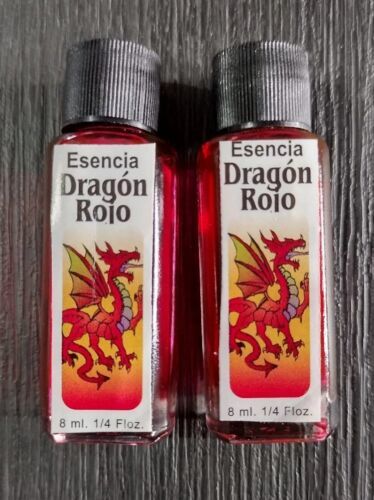 Esencia
Dragón
Rojo
8 ml. 1/4 Floz.
Esencia
Dragón
Rojo
8 ml. 1/4 Floz.